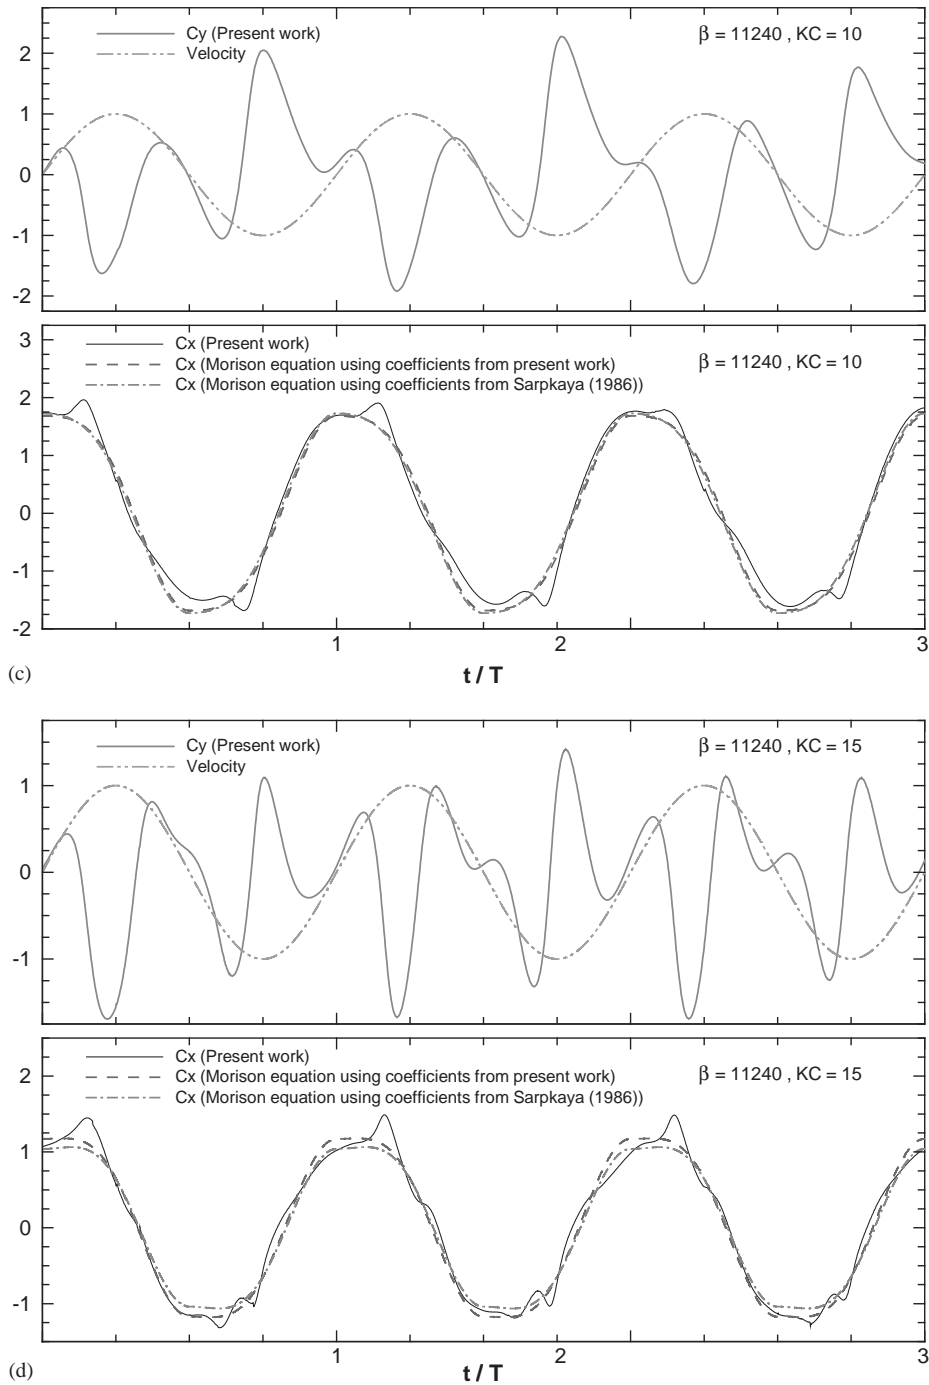 Cy (Present work)
Velocity
β = 11240 , KC = 10
2
1
0
-1
-2
Cx (Present work)
Cx (Morison equation using coefficients from present work)
Cx (Morison equation using coefficients from Sarpkaya (1986))
β = 11240 , KC = 10
3
2
1
0
-1
-2
1
2
3
t / T
(c)
Cy (Present work)
Velocity
β = 11240 , KC = 15
1
0
-1
Cx (Present work)
Cx (Morison equation using coefficients from present work)
Cx (Morison equation using coefficients from Sarpkaya (1986))
β = 11240 , KC = 15
2
1
0
-1
1
2
3
t / T
(d)